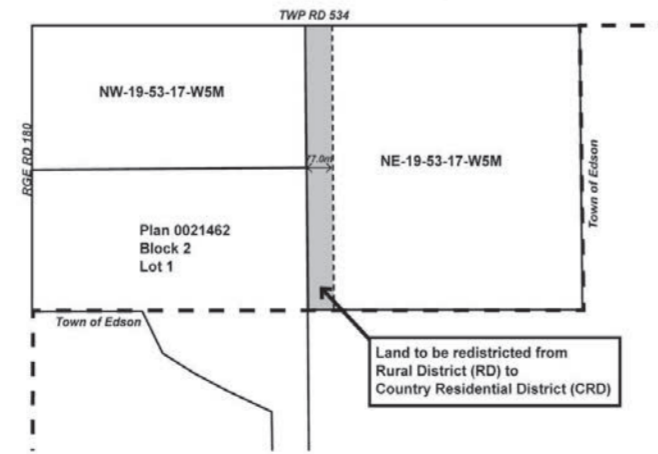 TWP RD 534
NW-19-53-17-W5M
RGE RD 180
77.0m
NE-19-53-17-W5M
Town of Edson
Plan 0021462
Block 2
Lot 1
Town of Edson
Land to be redistricted from
Rural District (RD) to
Country Residential District (CRD)